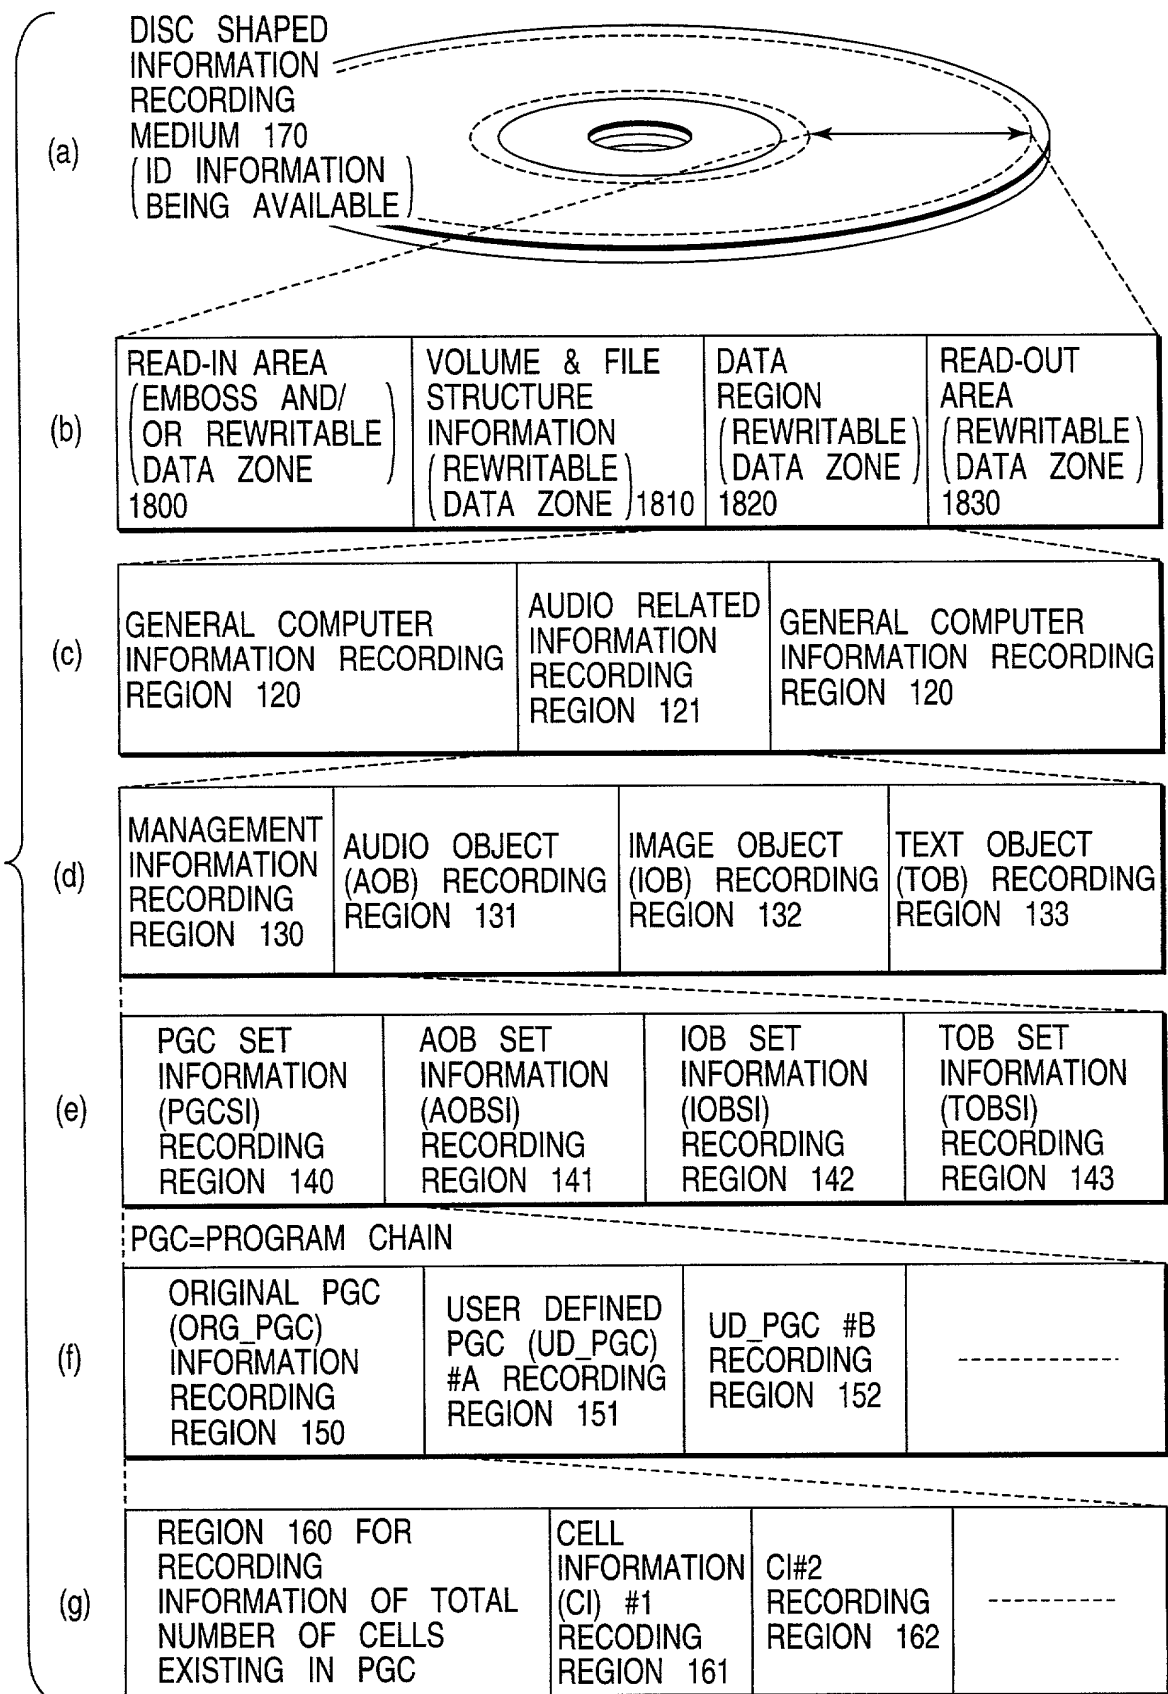 DISC SHAPED
INFORMATION
RECORDING
MEDIUM 170
(ID INFORMATION
BEING AVAILABLE)
(a)
(b)
READ-IN AREA
(EMBOSS AND/
OR REWRITABLE
DATA ZONE)
1800
VOLUME & FILE
STRUCTURE
INFORMATION
(REWRITABLE
DATA ZONE)1810
DATA
REGION
(REWRITABLE
DATA ZONE)
1820
READ-OUT
AREA
(REWRITABLE
DATA ZONE)
1830
(c)
GENERAL COMPUTER
INFORMATION RECORDING
REGION 120
AUDIO RELATED
INFORMATION
RECORDING
REGION 121
GENERAL COMPUTER
INFORMATION RECORDING
REGION 120
(d)
MANAGEMENT
INFORMATION
RECORDING
REGION 130
AUDIO OBJECT
(AOB) RECORDING
REGION 131
IMAGE OBJECT
(IOB) RECORDING
REGION 132
TEXT OBJECT
(TOB) RECORDING
REGION 133
(e)
PGC SET
INFORMATION
(PGCSI)
RECORDING
REGION 140
AOB SET
INFORMATION
(AOBSI)
RECORDING
REGION 141
IOB SET
INFORMATION
(IOBSI)
RECORDING
REGION 142
TOB SET
INFORMATION
(TOBSI)
RECORDING
REGION 143
PGC=PROGRAM CHAIN
(f)
ORIGINAL PGC
(ORG_PGC)
INFORMATION
RECORDING
REGION 150
USER DEFINED
PGC (UD_PGC)
#A RECORDING
REGION 151
UD_PGC #B
RECORDING
REGION 152
(g)
REGION 160 FOR
RECORDING
INFORMATION OF TOTAL
NUMBER OF CELLS
EXISTING IN PGC
CELL
INFORMATION
(CI) #1
RECODING
REGION 161
CI#2
RECORDING
REGION 162